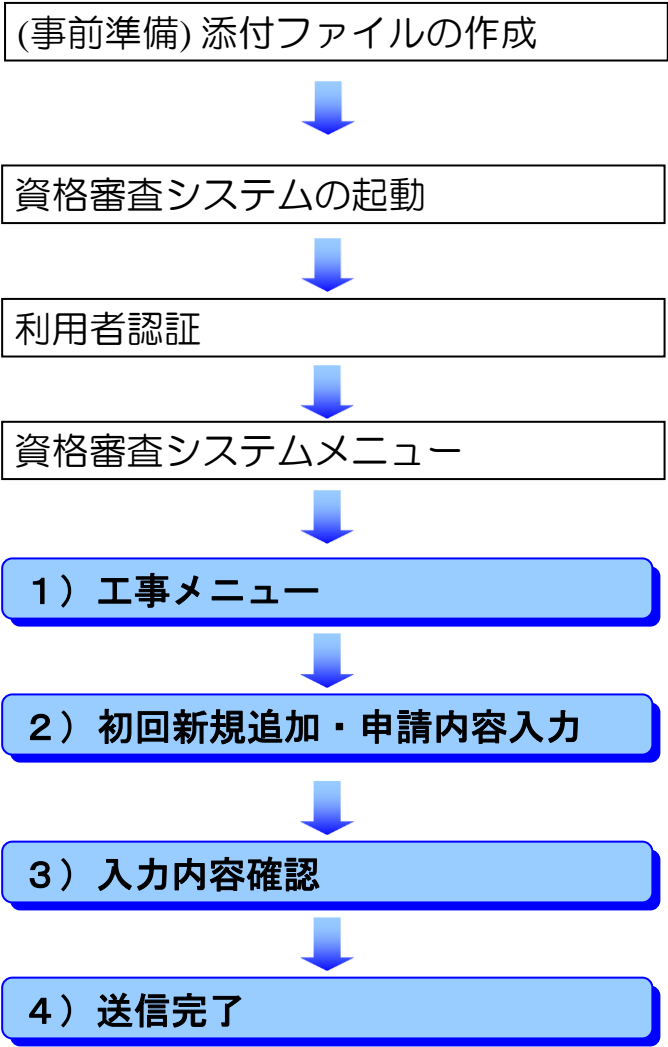 (事前準備) 添付ファイルの作成
資格審査システムの起動
利用者認証
資格審査システムメニュー
１）工事メニュー
２）初回新規追加・申請内容入力
３）入力内容確認
４）送信完了